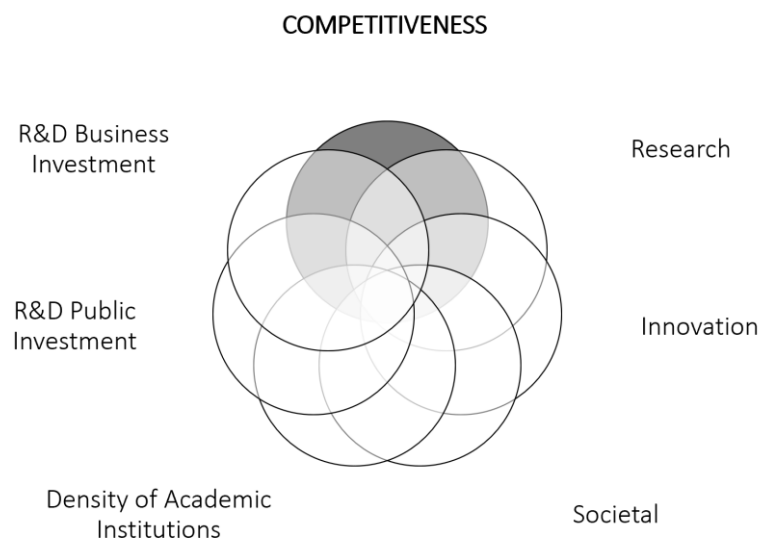 COMPETITIVENESS
R&D Business
Investment
Research
R&D Public
Investment
Innovation
Density of Academic
Institutions
Societal